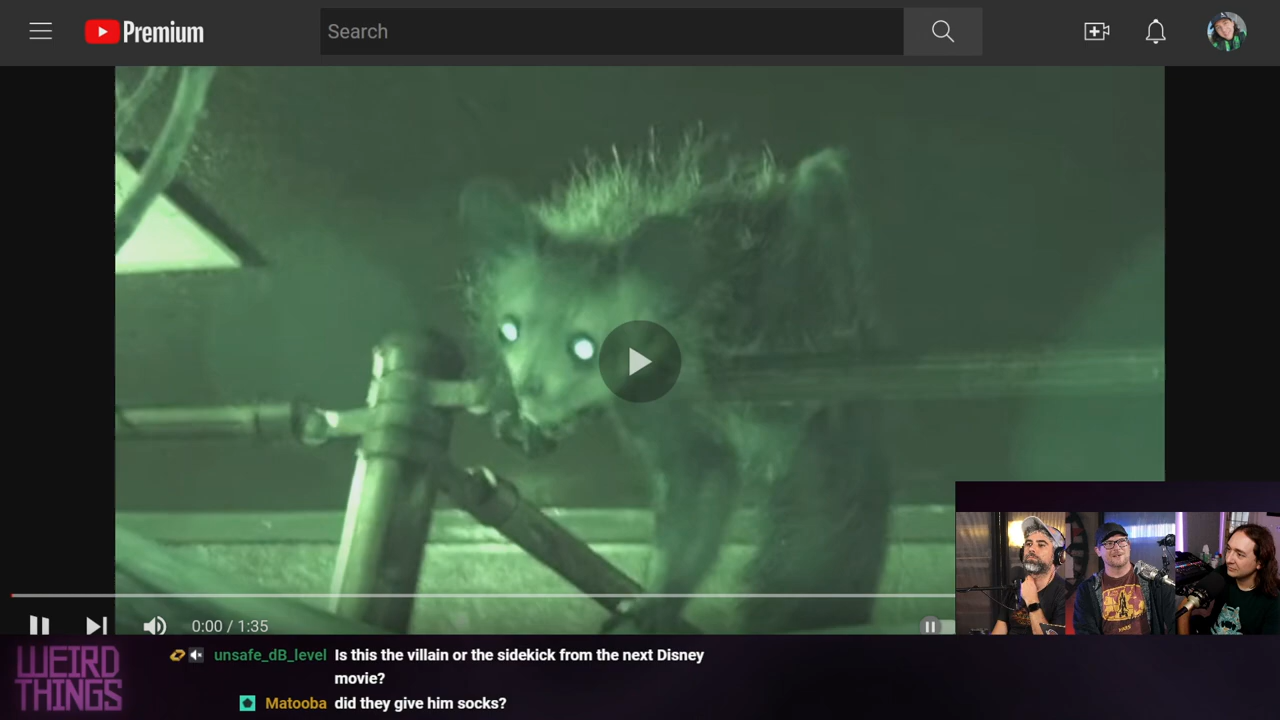 Premium
Search
0:00 / 1:35
WEIRD
THINGS
unsafe_dB_level Is this the villain or the sidekick from the next Disney
movie?
Matooba did they give him socks?